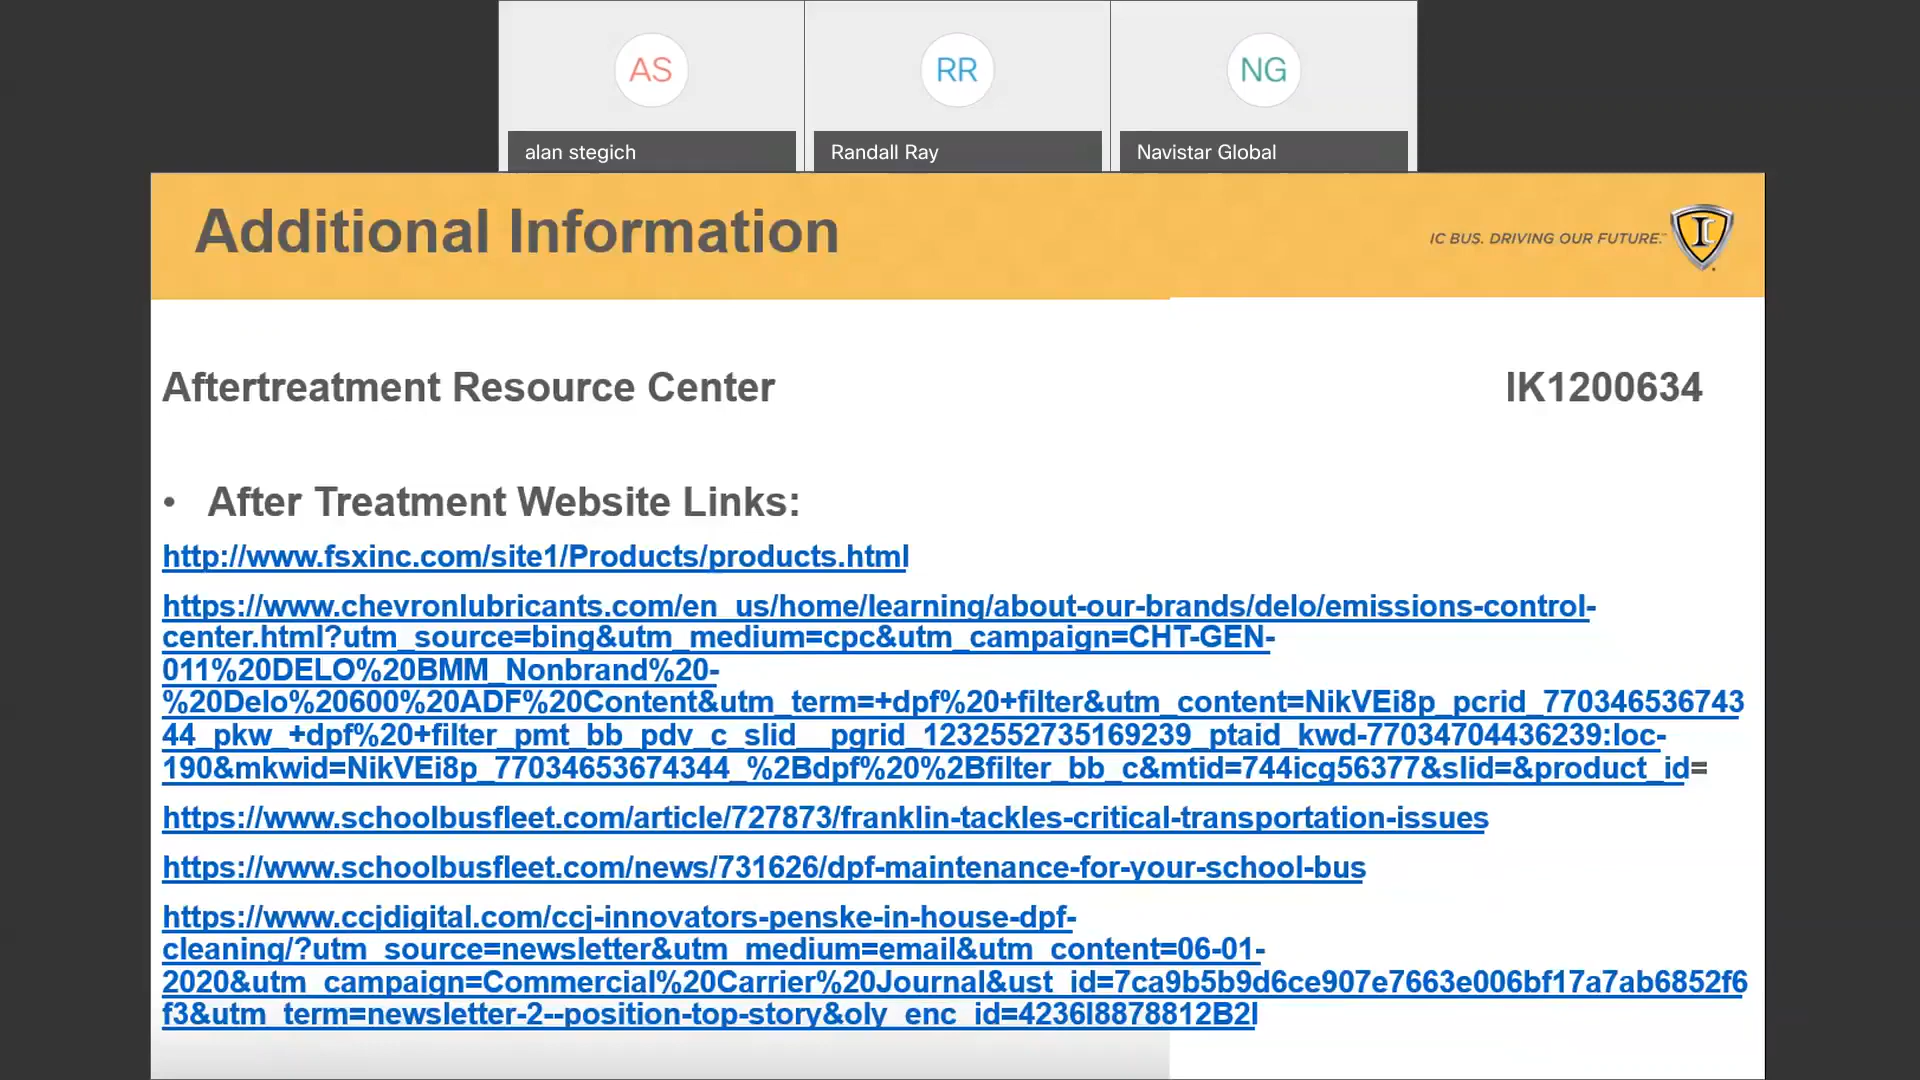 AS
RR
NG
alan stegich
Randall Ray
Navistar Global
Additional Information
IC BUS. DRIVING OUR FUTURE.™
I
Aftertreatment Resource Center IK1200634
• After Treatment Website Links:
http://www.fsxinc.com/site1/Products/products.html
https://www.chevronlubricants.com/en_us/home/learning/about-our-brands/delo/emissions-control-
center.html?utm_source=bing&utm_medium=cpc&utm_campaign=CHT-GEN-
011%20DELO%20BMM_Nonbrand%20-
%20Delo%20600%20ADF%20Content&utm_term=+dpf%20+filter&utm_content=NikVEi8p_pcrid_770346536743
44_pkw_+dpf%20+filter_pmt_bb_pdv_c_slid__pgrid_1232552735169239_ptaid_kwd-77034704436239:loc-
190&mkwid=NikVEi8p_77034653674344_%2Bdpf%20%2Bfilter_bb_c&mtid=744icg56377&slid=&product_id=
https://www.schoolbusfleet.com/article/727873/franklin-tackles-critical-transportation-issues
https://www.schoolbusfleet.com/news/731626/dpf-maintenance-for-your-school-bus
https://www.ccjdigital.com/ccj-innovators-penske-in-house-dpf-
cleaning/?utm_source=newsletter&utm_medium=email&utm_content=06-01-
2020&utm_campaign=Commercial%20Carrier%20Journal&ust_id=7ca9b5b9d6ce907e7663e006bf17a7ab6852f6
f3&utm_term=newsletter-2--position-top-story&oly_enc_id=4236I8878812B2I